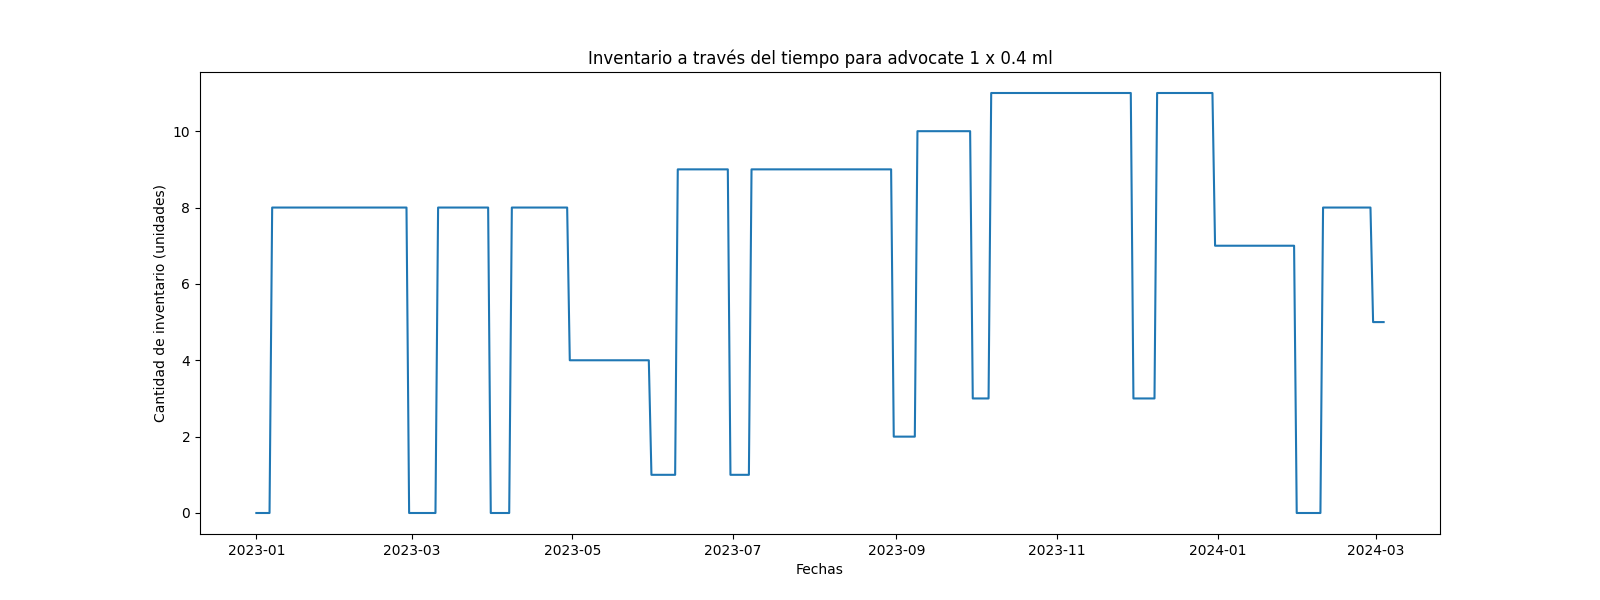 Inventario a través del tiempo para advocate 1 x 0.4 ml
Cantidad de inventario (unidades)
10
8
6
4
2
0
2023-01 2023-03 2023-05 2023-07 2023-09 2023-11 2024-01 2024-03
Fechas